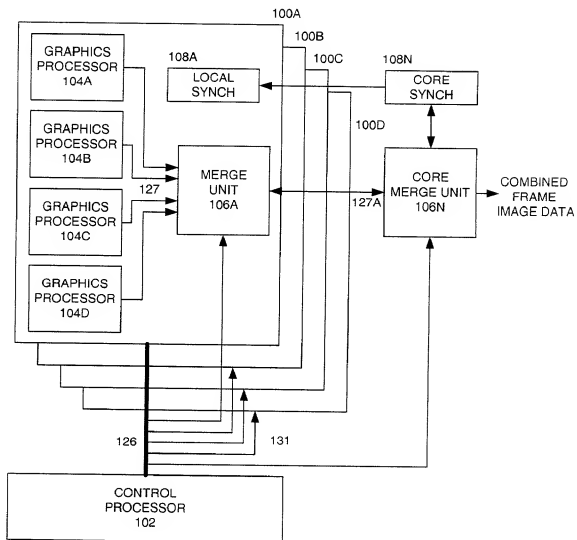 100A
100B
100C
100D
GRAPHICS
PROCESSOR
104A
GRAPHICS
PROCESSOR
104B
GRAPHICS
PROCESSOR
104C
GRAPHICS
PROCESSOR
104D
108A
LOCAL
SYNCH
108N
CORE
SYNCH
127
MERGE
UNIT
106A
127A
CORE
MERGE UNIT
106N
COMBINED
FRAME
IMAGE DATA
126
131
CONTROL
PROCESSOR
102